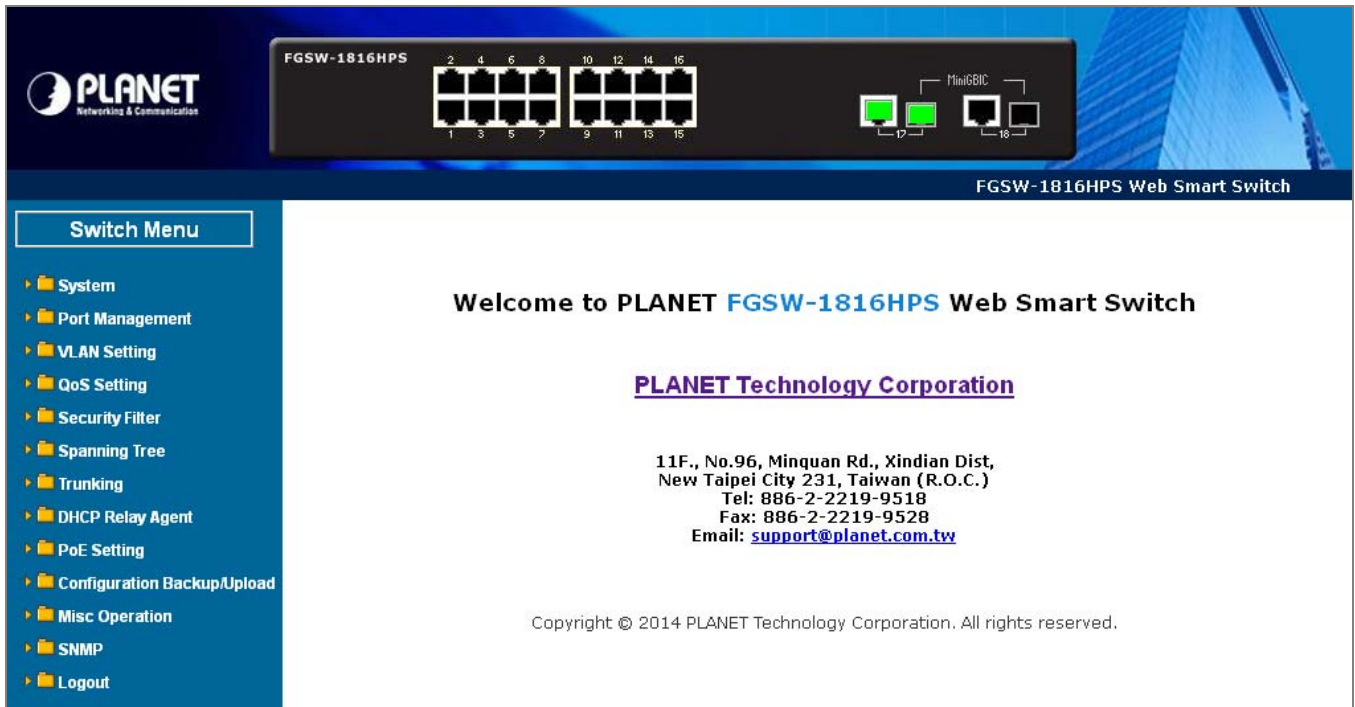 PLANET
Networking & Communication
FGSW-1816HPS
2 4 6 8 10 12 14 16
MiniGBIC
1 3 5 7 9 11 13 15
17 18
FGSW-1816HPS Web Smart Switch
Switch Menu
System
Port Management
VLAN Setting
QoS Setting
Security Filter
Spanning Tree
Trunking
DHCP Relay Agent
PoE Setting
Configuration Backup/Upload
Misc Operation
SNMP
Logout
Welcome to PLANET FGSW-1816HPS Web Smart Switch
PLANET Technology Corporation
11F., No.96, Minquan Rd., Xindian Dist,
New Taipei City 231, Taiwan (R.O.C.)
Tel: 886-2-2219-9518
Fax: 886-2-2219-9528
Email: support@planet.com.tw
Copyright © 2014 PLANET Technology Corporation. All rights reserved.